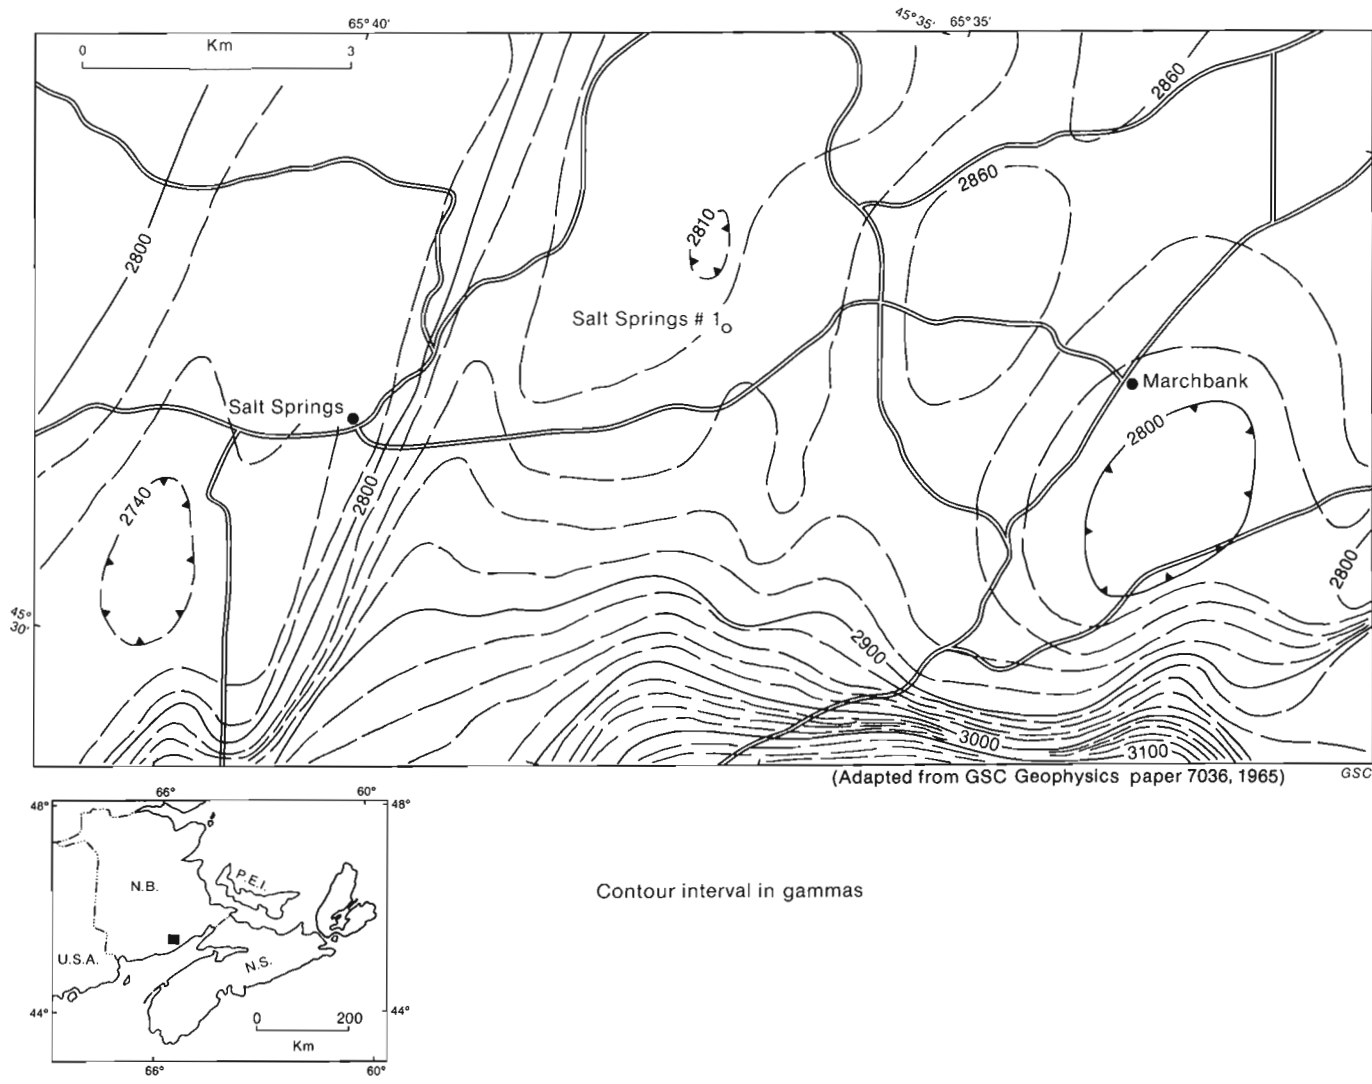 65°40'
45°35'
65°35'
0
Km
3
2860
2860
2800
2810
Salt Springs # 1
Marchbank
Salt Springs
2800
2740
2800
2800
45°
30'
2900
3000
3100
(Adapted from GSC Geophysics paper 7036, 1965)
GSC
66°
60°
48°
48°
P.E.I.
N.B.
U.S.A.
N.S.
44°
44°
0
200
Km
66°
60°
Contour interval in gammas